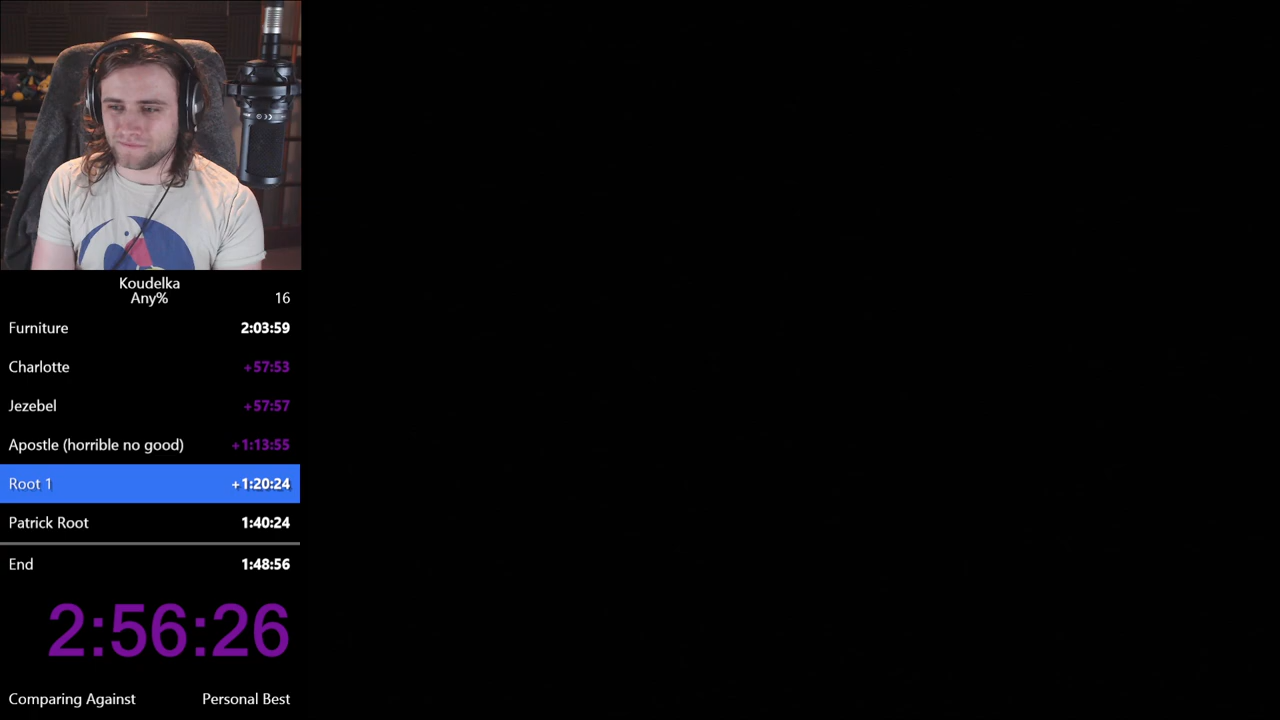 Koudelka
Any% 16
Furniture 2:03:59
Charlotte +57:53
Jezebel +57:57
Apostle (horrible no good) +1:13:55
Root 1 +1:20:24
Patrick Root 1:40:24
End 1:48:56
2:56:26
Comparing Against Personal Best